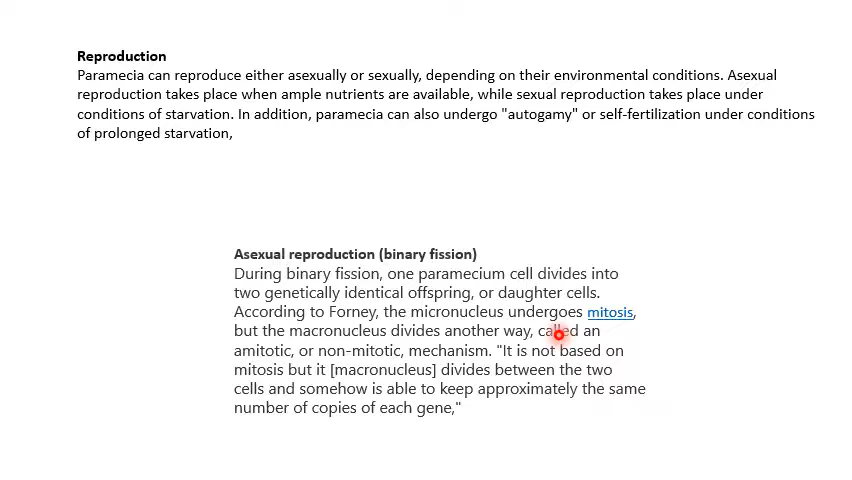 Reproduction
Paramecia can reproduce either asexually or sexually, depending on their environmental conditions. Asexual
reproduction takes place when ample nutrients are available, while sexual reproduction takes place under
conditions of starvation. In addition, paramecia can also undergo "autogamy" or self-fertilization under conditions
of prolonged starvation,
Asexual reproduction (binary fission)
During binary fission, one paramecium cell divides into
two genetically identical offspring, or daughter cells.
According to Forney, the micronucleus undergoes mitosis,
but the macronucleus divides another way, called an
amitotic, or non-mitotic, mechanism. "It is not based on
mitosis but it [macronucleus] divides between the two
cells and somehow is able to keep approximately the same
number of copies of each gene,"